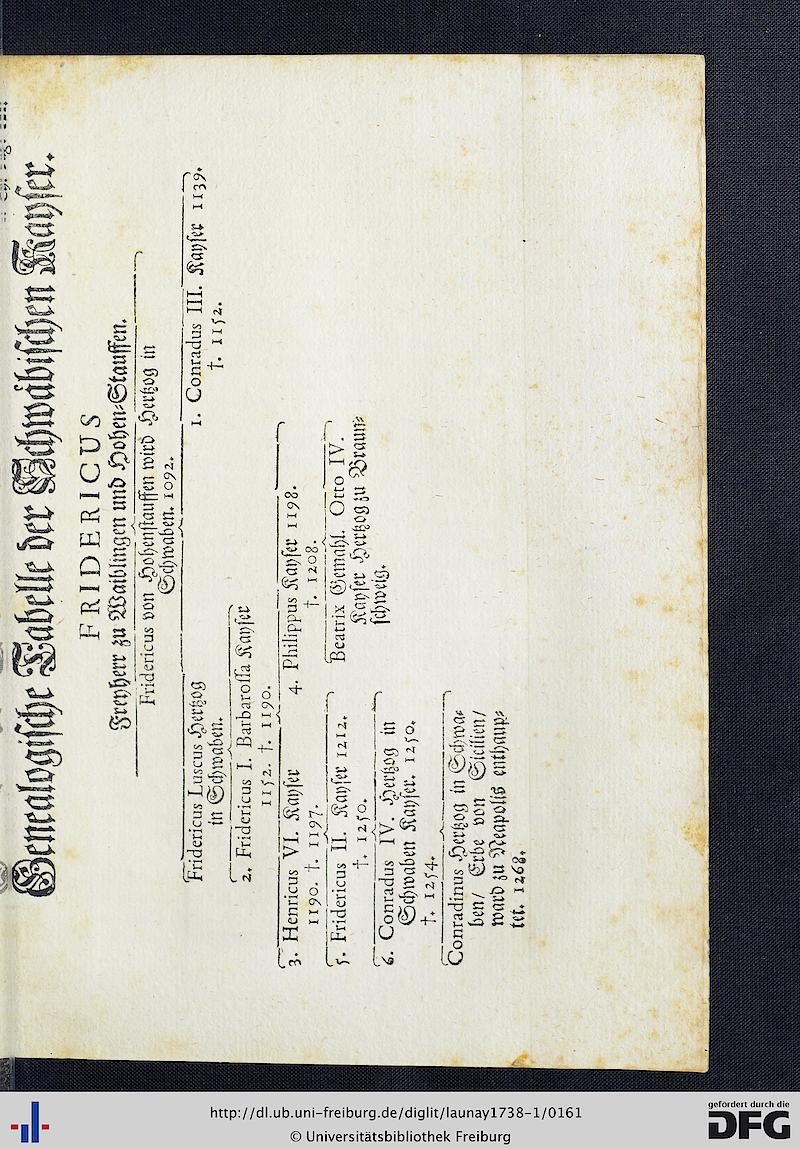 Genealogische Tabelle der Schwäbischen Kayser.
FRIDERICUS
Freyherr zu Waiblingen und Hohen-Stauffen.
Fridericus von Hohenstauffen wird Hertzog in
Schwaben. 1092.
Fridericus Luscus Hertzog
in Schwaben.
1. Conradus III. Kayser 1139.
†. 1152.
2. Fridericus I. Barbarossa Kayser
1152. †. 1190.
3. Henricus VI. Kayser
1190. †. 1197.
4. Philippus Kayser 1198.
†. 1208.
5. Fridericus II. Kayser 1212.
†. 1250.
Beatrix Gemahl. Otto IV.
Kayser Hertzog zu Braun-
schweig.
6. Conradus IV. Hertzog in
Schwaben Kayser. 1250.
†. 1254.
Conradinus Hertzog in Schwa-
ben/ Erbe von Sicilien/
ward zu Neapolis enthaup-
tet. 1268.
http://dl.ub.uni-freiburg.de/diglit/launay1738-1/0161
© Universitätsbibliothek Freiburg
gefördert durch die
DFG